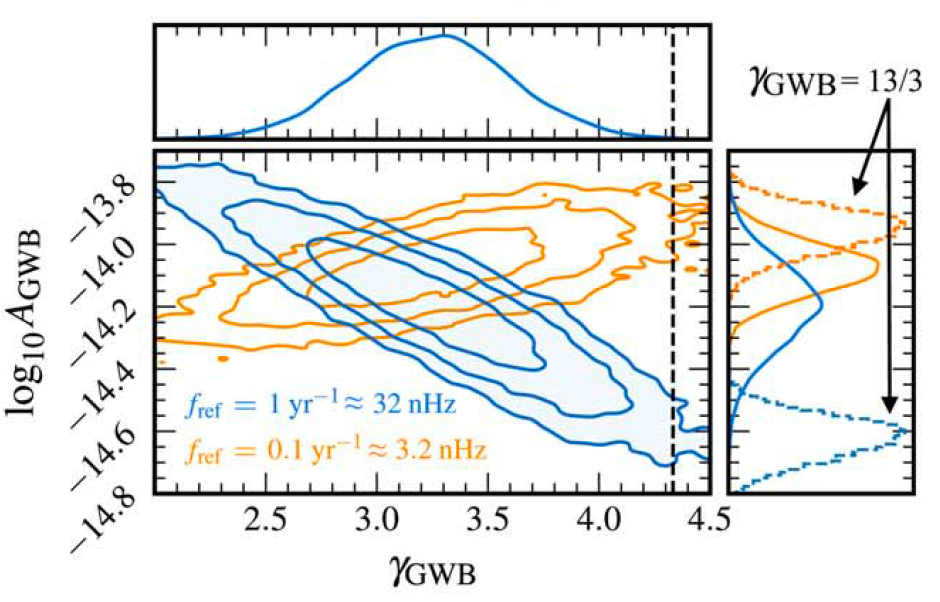 γGWB = 13/3
log10AGWB
−13.8
−14.0
−14.2
−14.4
−14.6
−14.8
fref = 1 yr−1 ≈ 32 nHz
fref = 0.1 yr−1 ≈ 3.2 nHz
2.5 3.0 3.5 4.0 4.5
γGWB